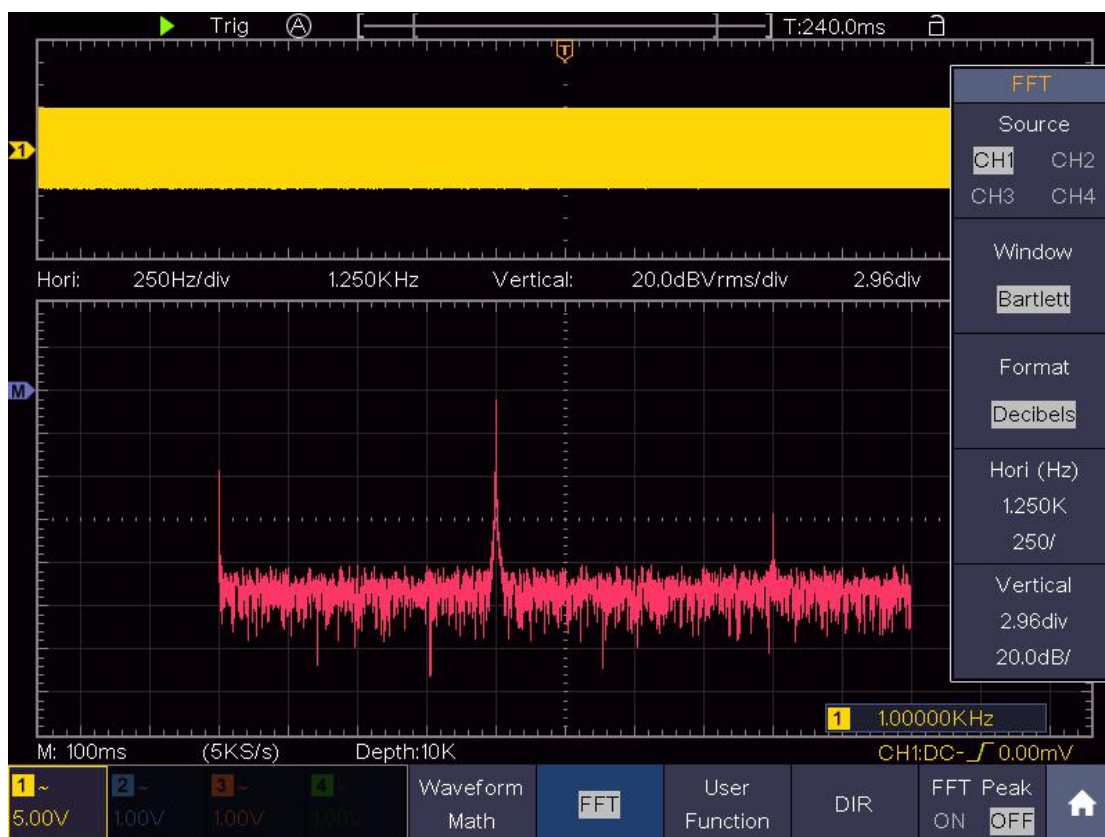 Trig A T:240.0ms
T
FFT
Source
CH1 CH2
CH3 CH4
1
Window
Bartlett
Hori: 250Hz/div 1.250KHz Vertical: 20.0dBVrms/div 2.96div
Format
Decibels
M
Hori (Hz)
1.250K
250/
Vertical
2.96div
20.0dB/
1 1.00000KHz
M: 100ms (5KS/s) Depth:10K CH1:DC- 0.00mV
1 ~ 2 ~ 3 ~ 4 ~ Waveform FFT User DIR FFT Peak
5.00V 1.00V 1.00V 1.00V Math Function ON OFF